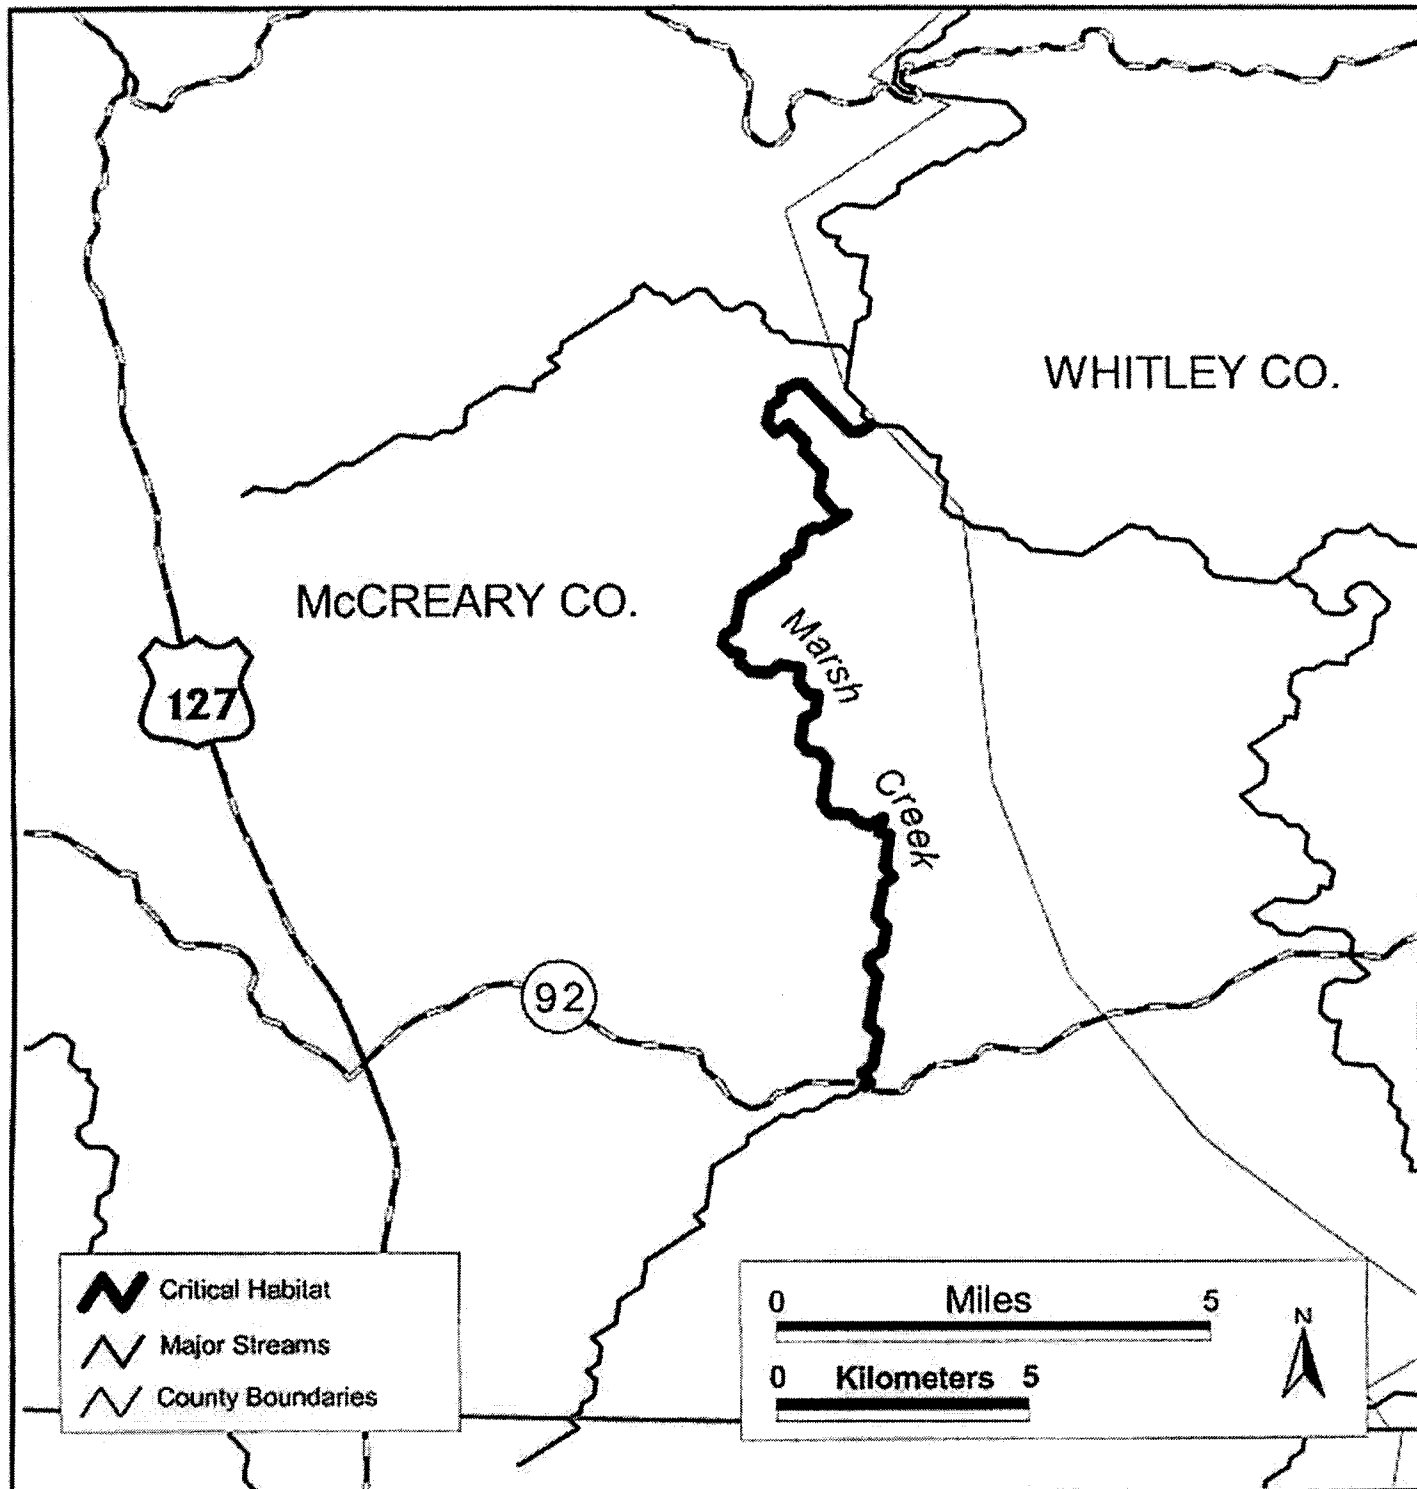 WHITLEY CO.
McCREARY CO.
Marsh
Creek
127
92
Critical Habitat
Major Streams
County Boundaries
0 Miles 5
0 Kilometers 5
N